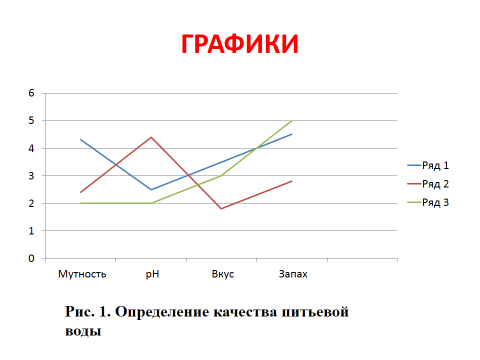 ГРАФИКИ
6
5
4
3
2
1
0
Мутность pH Вкус Запах
Ряд 1
Ряд 2
Ряд 3
Рис. 1. Определение качества питьевой
воды